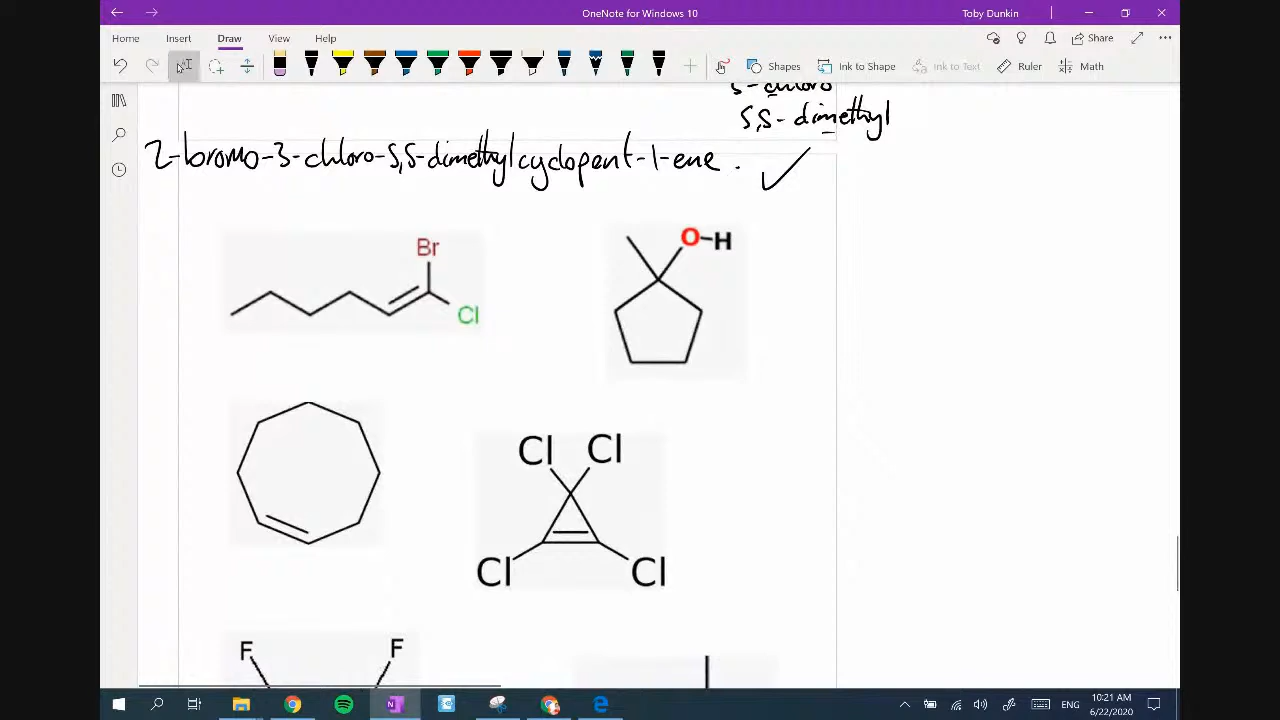 OneNote for Windows 10
Toby Dunkin
Home Insert Draw View Help
Share
Shapes Ink to Shape Ink to Text Ruler Math
5-chloro
5,5-dimethyl
2-bromo-3-chloro-5,5-dimethylcyclopent-1-ene.
Br
Cl
O-H
Cl Cl
Cl Cl
F F
ENG
10:21 AM
6/22/2020